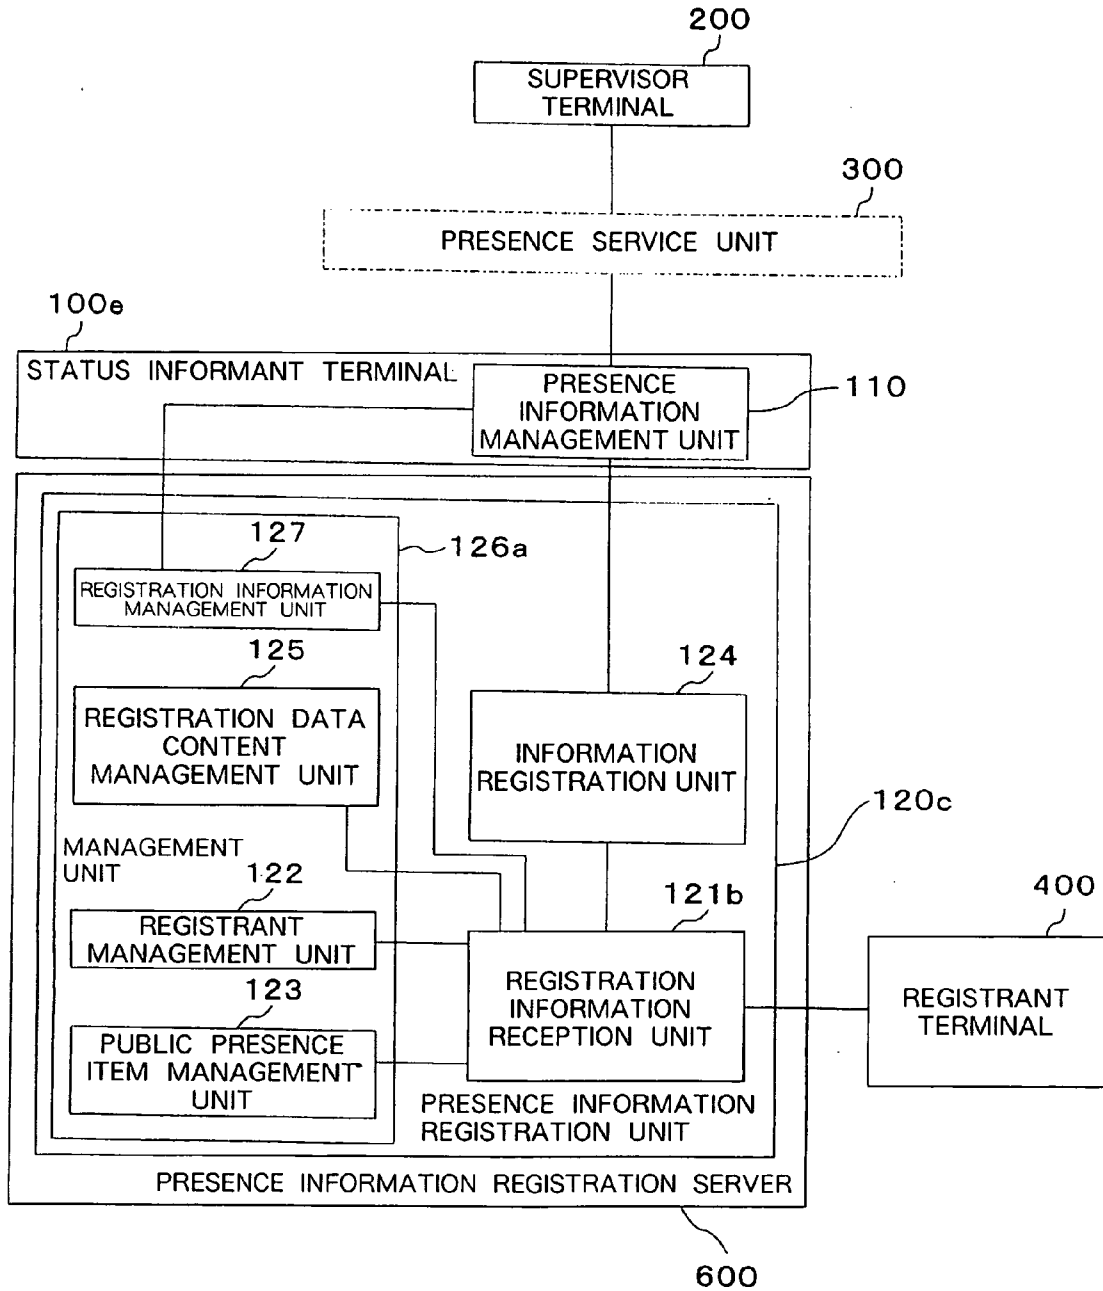 200
SUPERVISOR
TERMINAL
300
PRESENCE SERVICE UNIT
100e
STATUS INFORMANT TERMINAL
PRESENCE
INFORMATION
MANAGEMENT UNIT
110
127
126a
REGISTRATION INFORMATION
MANAGEMENT UNIT
125
REGISTRATION DATA
CONTENT
MANAGEMENT UNIT
124
INFORMATION
REGISTRATION UNIT
120c
MANAGEMENT
UNIT
122
REGISTRANT
MANAGEMENT UNIT
121b
REGISTRATION
INFORMATION
RECEPTION UNIT
400
REGISTRANT
TERMINAL
123
PUBLIC PRESENCE
ITEM MANAGEMENT
UNIT
PRESENCE INFORMATION
REGISTRATION UNIT
PRESENCE INFORMATION REGISTRATION SERVER
600